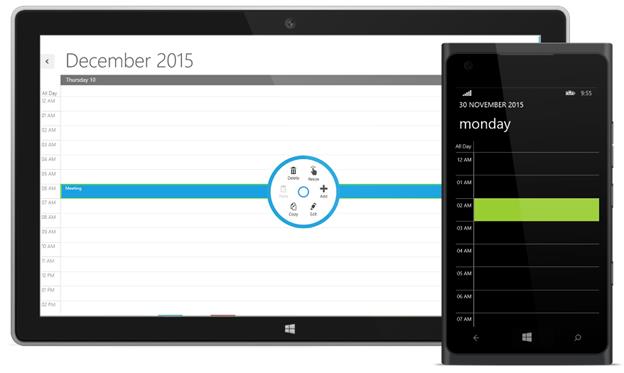 December 2015
Thursday 10
All Day
12 AM
01 AM
02 AM
03 AM
04 AM
05 AM
06 AM
Meeting
07 AM
08 AM
09 AM
10 AM
11 AM
12 PM
01 PM
02 PM
Delete
Resize
Add
Edit
Copy
Paste
9:55
30 NOVEMBER 2015
monday
All Day
12 AM
01 AM
02 AM
03 AM
04 AM
05 AM
06 AM
07 AM